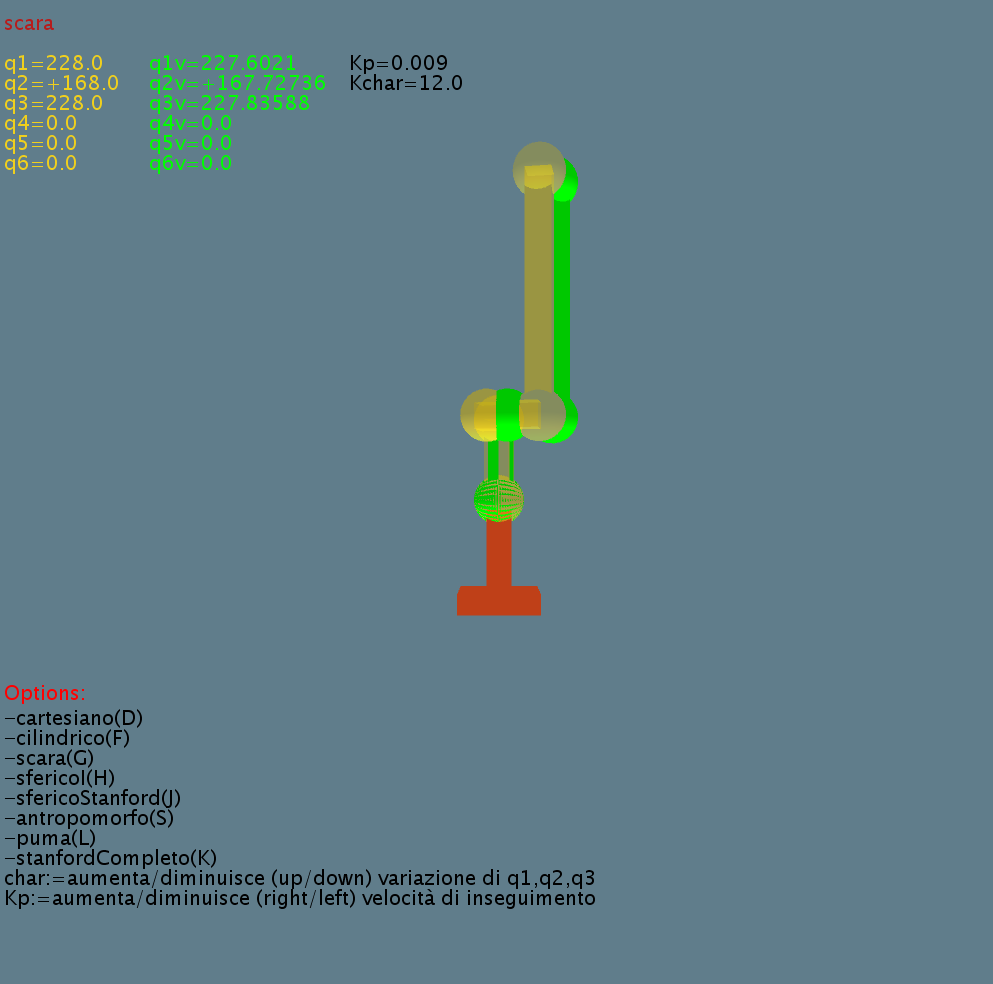 scara
q1=228.0 q1v=227.6021 Kp=0.009
q2=+168.0 q2v=+167.72736 Kchar=12.0
q3=228.0 q3v=227.83588
q4=0.0 q4v=0.0
q5=0.0 q5v=0.0
q6=0.0 q6v=0.0
Options:
-cartesiano(D)
-cilindrico(F)
-scara(G)
-sfericoI(H)
-sfericoStanford(J)
-antropomorfo(S)
-puma(L)
-stanfordCompleto(K)
char:=aumenta/diminuisce (up/down) variazione di q1,q2,q3
Kp:=aumenta/diminuisce (right/left) velocità di inseguimento